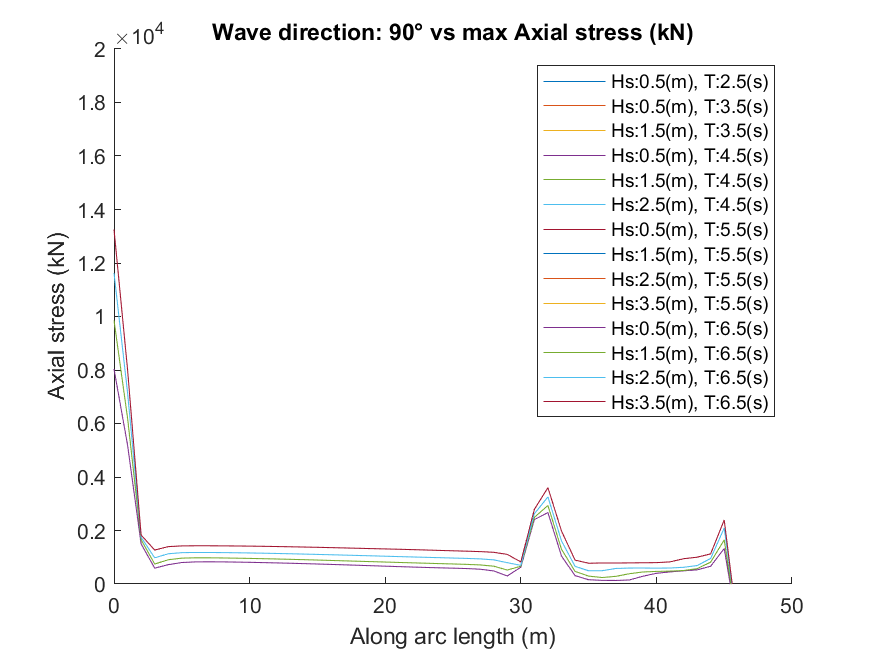 Wave direction: 90° vs max Axial stress (kN)
×10⁴
2
1.8
1.6
1.4
1.2
1
0.8
0.6
0.4
0.2
0
Axial stress (kN)
0 10 20 30 40 50
Along arc length (m)
Hs:0.5(m), T:2.5(s)
Hs:0.5(m), T:3.5(s)
Hs:1.5(m), T:3.5(s)
Hs:0.5(m), T:4.5(s)
Hs:1.5(m), T:4.5(s)
Hs:2.5(m), T:4.5(s)
Hs:0.5(m), T:5.5(s)
Hs:1.5(m), T:5.5(s)
Hs:2.5(m), T:5.5(s)
Hs:3.5(m), T:5.5(s)
Hs:0.5(m), T:6.5(s)
Hs:1.5(m), T:6.5(s)
Hs:2.5(m), T:6.5(s)
Hs:3.5(m), T:6.5(s)